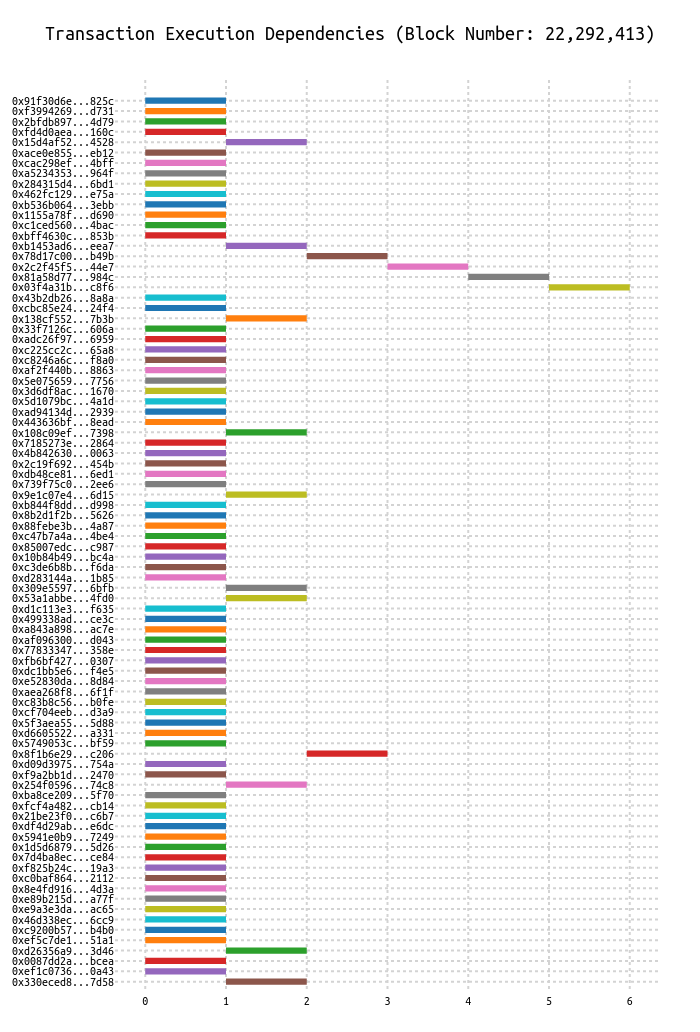 Transaction Execution Dependencies (Block Number: 22,292,413)
0x91f30d6e...825c
0xf3994269...d731
0x2bfdb897...4d79
0xfd4d0aea...160c
0x15d4af52...4528
0xace0e855...eb12
0xcac298ef...4bff
0xa5234353...964f
0x284315d4...6bd1
0x462fc129...e75a
0xb536b064...3ebb
0x1155a78f...d690
0xc1ced560...4bac
0xbff4630c...853b
0xb1453ad6...eea7
0x78d17c00...b49b
0x2c2f45f5...44e7
0x81a58d77...984c
0x03f4a31b...c8f6
0x43b2db26...8a8a
0xcbc85e24...24f4
0x138cf552...7b3b
0x33f7126c...606a
0xadc26f97...6959
0xc225cc2c...65a8
0xc8246a6c...f8a0
0xaf2f440b...8863
0x5e075659...7756
0x3d6df8ac...1670
0x5d1079bc...4a1d
0xad94134d...2939
0x443636bf...8ead
0x108c09ef...7398
0x7185273e...2864
0x4b842630...0063
0x2c19f692...454b
0xdb48ce81...6ed1
0x739f75c0...2ee6
0x9e1c07e4...6d15
0xb844f8dd...d998
0x8b2d1f2b...5626
0x88febe3b...4a87
0xc47b7a4a...4be4
0x85007edc...c987
0x10b84b49...bc4a
0xc3de6b8b...f6da
0xd283144a...1b85
0x309e5597...6bfb
0x53a1abbe...4fd0
0xd1c113e3...f635
0x499338ad...ce3c
0xa843a898...ac7e
0xaf096300...d043
0x77833347...358e
0xfb6bf427...0307
0xdc1bb5e6...f4e5
0xe52830da...8d84
0xaea268f8...6f1f
0xc83b8c56...b0fe
0xcf704eeb...d3a9
0x5f3aea55...5d88
0xd6605522...a331
0x5749053c...bf59
0x8f1b6e29...c206
0xd09d3975...754a
0xf9a2bb1d...2470
0x254f0596...74c8
0xba8ce209...5f70
0xfcf4a482...cb14
0x21be23f0...c6b7
0xdf4d29ab...e6dc
0x5941e0b9...7249
0x1d5d6879...5d26
0x7d4ba8ec...ce84
0xf825b24c...19a3
0xc0baf864...2112
0x8e4fd916...4d3a
0xe89b215d...a77f
0xe9a3e3da...ac65
0x46d338ec...6cc9
0xc9200b57...b4b0
0xef5c7de1...51a1
0xd26356a9...3d46
0x0087dd2a...bcea
0xef1c0736...0a43
0x330eced8...7d58
0 1 2 3 4 5 6